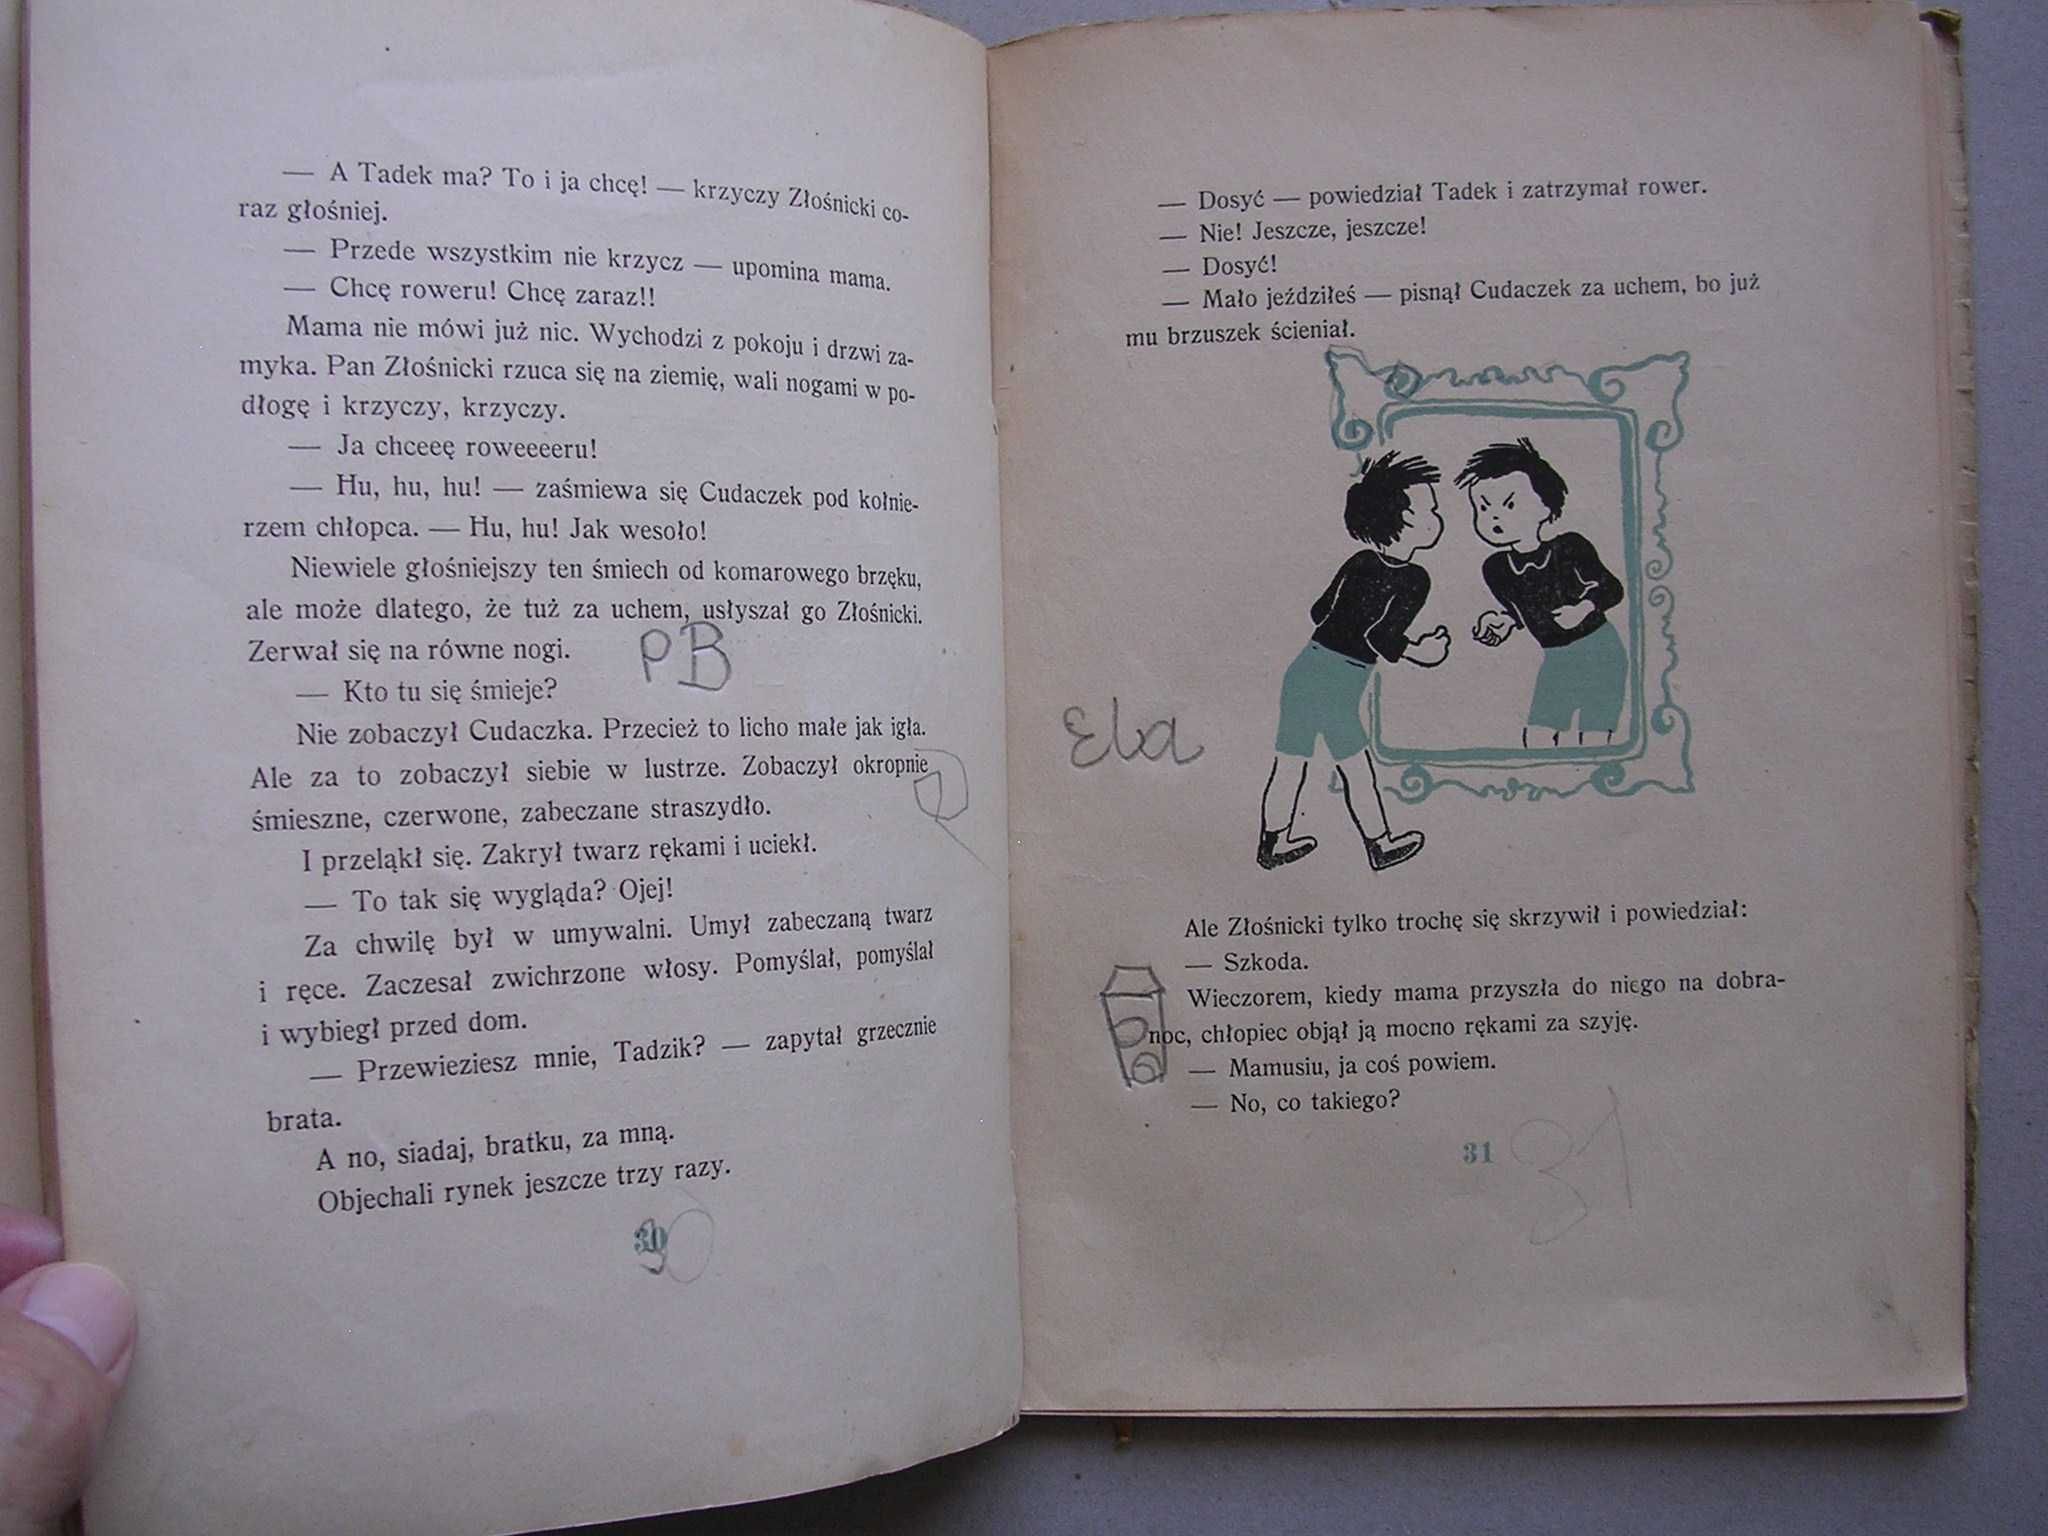 — A Tadek ma? To i ja chcę! — krzyczy Złośnicki co-
raz głośniej.
— Przede wszystkim nie krzycz — upomina mama.
— Chcę roweru! Chcę zaraz!!
Mama nie mówi już nic. Wychodzi z pokoju i drzwi za-
myka. Pan Złośnicki rzuca się na ziemię, wali nogami w po-
dłogę i krzyczy, krzyczy.
— Ja chceeę roweeeeru!
— Hu, hu, hu! — zaśmiewa się Cudaczek pod kołnie-
rzem chłopca. — Hu, hu! Jak wesoło!
Niewiele głośniejszy ten śmiech od komarowego brzęku,
ale może dlatego, że tuż za uchem, usłyszał go Złośnicki.
Zerwał się na równe nogi.
PB
— Kto tu się śmieje?
Nie zobaczył Cudaczka. Przecież to licho małe jak igła.
Ale za to zobaczył siebie w lustrze. Zobaczył okropnie
śmieszne, czerwone, zabeczane straszydło.
I przeląkł się. Zakrył twarz rękami i uciekł.
— To tak się wygląda? Ojej!
Za chwilę był w umywalni. Umył zabeczaną twarz
i ręce. Zaczesał zwichrzone włosy. Pomyślał, pomyślał
i wybiegł przed dom.
— Przewieziesz mnie, Tadzik? — zapytał grzecznie
brata.
A no, siadaj, bratku, za mną.
Objechali rynek jeszcze trzy razy.
30
— Dosyć — powiedział Tadek i zatrzymał rower.
— Nie! Jeszcze, jeszcze!
— Dosyć!
— Mało jeździłeś — pisnął Cudaczek za uchem, bo już
mu brzuszek ścieniał.
Ela
Ale Złośnicki tylko trochę się skrzywił i powiedział:
— Szkoda.
Wieczorem, kiedy mama przyszła do niego na dobra-
noc, chłopiec objął ją mocno rękami za szyję.
— Mamusiu, ja coś powiem.
— No, co takiego?
31
31